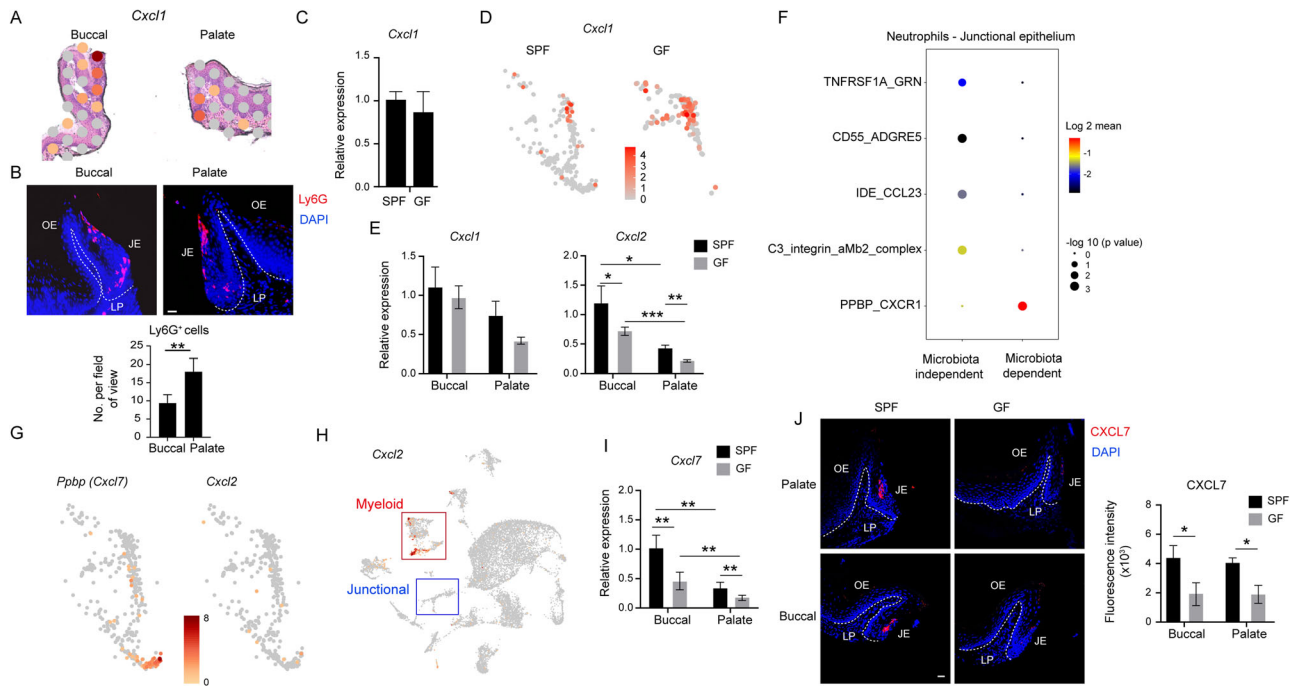 A
Cxcl1
Buccal
Palate
B
Buccal
Palate
Ly6G
DAPI
OE
JE
LP
OE
JE
LP
Ly6G+ cells
No. per field
of view
25
20
15
10
5
0
**
Buccal Palate
C
Cxcl1
Relative expression
1.5
1.0
0.5
0
SPF
GF
D
Cxcl1
SPF
GF
4
3
2
1
0
E
Cxcl1
Relative expression
1.5
1.0
0.5
0
Buccal
Palate
Cxcl2
2.0
1.5
1.0
0.5
0.0
*
*
**
***
Buccal
Palate
SPF
GF
F
Neutrophils - Junctional epithelium
TNFRSF1A_GRN
CD55_ADGRE5
IDE_CCL23
C3_integrin_aMb2_complex
PPBP_CXCR1
Microbiota
independent
Microbiota
dependent
Log 2 mean
-1
-2
-log 10 (p value)
0
1
2
3
G
Ppbp (Cxcl7)
Cxcl2
8
0
H
Cxcl2
Myeloid
Junctional
I
Cxcl7
SPF
GF
Relative expression
2.0
1.5
1.0
0.5
0.0
**
**
**
**
Buccal
Palate
J
SPF
GF
CXCL7
DAPI
Palate
OE
JE
LP
OE
JE
LP
Buccal
OE
JE
LP
OE
JE
LP
CXCL7
SPF
GF
Fluorescence intensity
(x10³)
8
6
4
2
0
*
*
Buccal
Palate